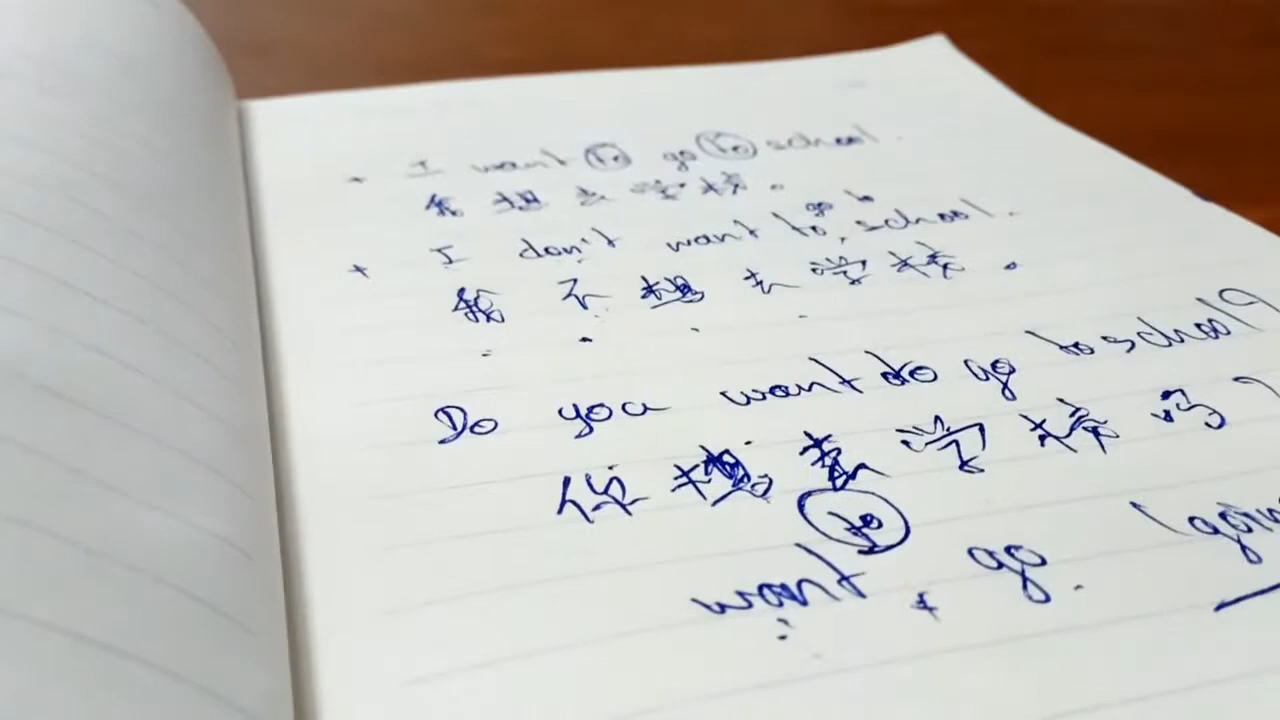 + I want to go to school.
我 想 去 学校。
+ I don't want to go to school.
我 不 想 去 学校。
Do you want to go to school?
你 想 去 学校 吗?
want to + go. (goin